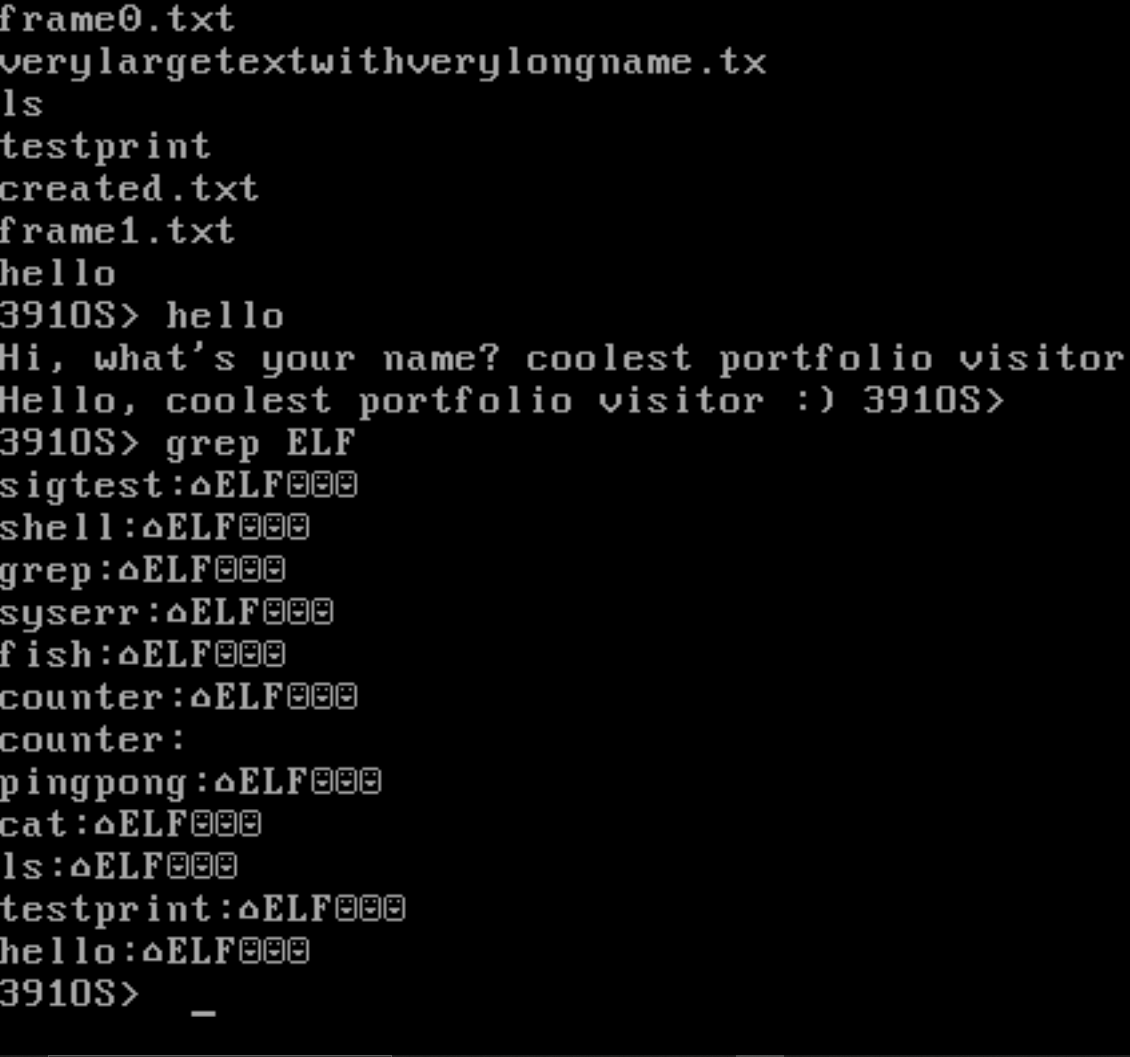 frame0.txt
verylargetextwithverylongname.tx
ls
testprint
created.txt
frame1.txt
hello
391OS> hello
Hi, what's your name? coolest portfolio visitor
Hello, coolest portfolio visitor :) 391OS>
391OS> grep ELF
sigtest:⌂ELF☺☺☺
shell:⌂ELF☺☺☺
grep:⌂ELF☺☺☺
syserr:⌂ELF☺☺☺
fish:⌂ELF☺☺☺
counter:⌂ELF☺☺☺
counter:
pingpong:⌂ELF☺☺☺
cat:⌂ELF☺☺☺
ls:⌂ELF☺☺☺
testprint:⌂ELF☺☺☺
hello:⌂ELF☺☺☺
391OS>  _